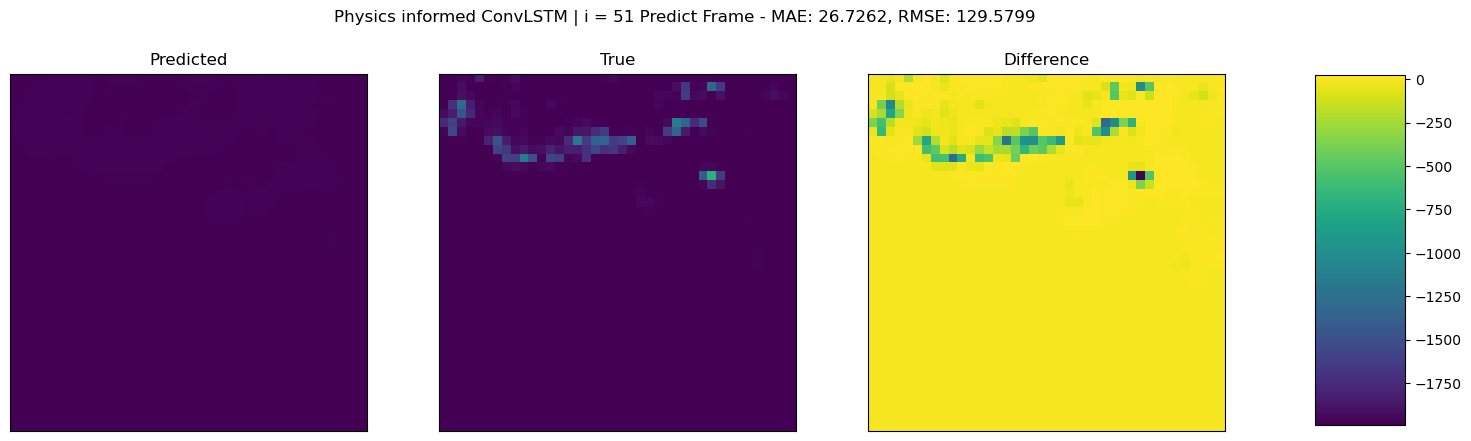 Physics informed ConvLSTM | i = 51 Predict Frame - MAE: 26.7262, RMSE: 129.5799
Predicted
True
Difference
0
−250
−500
−750
−1000
−1250
−1500
−1750